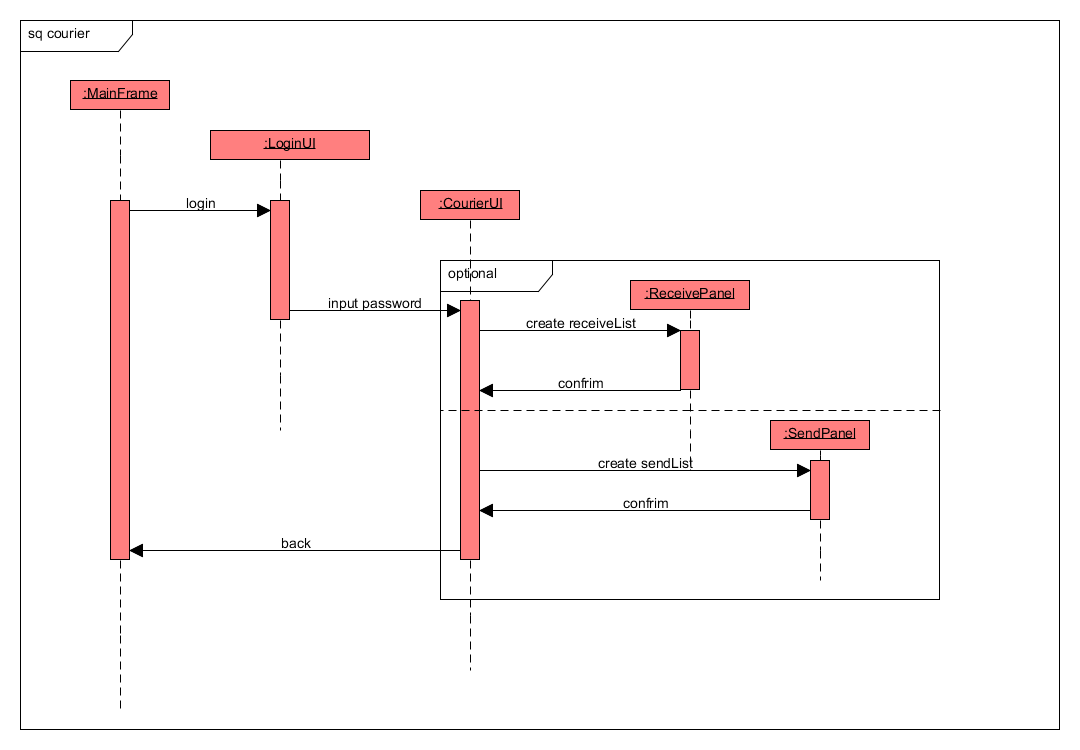 sq courier
:MainFrame
:LoginUI
login
:CourierUI
optional
:ReceivePanel
input password
create receiveList
confrim
:SendPanel
create sendList
confrim
back